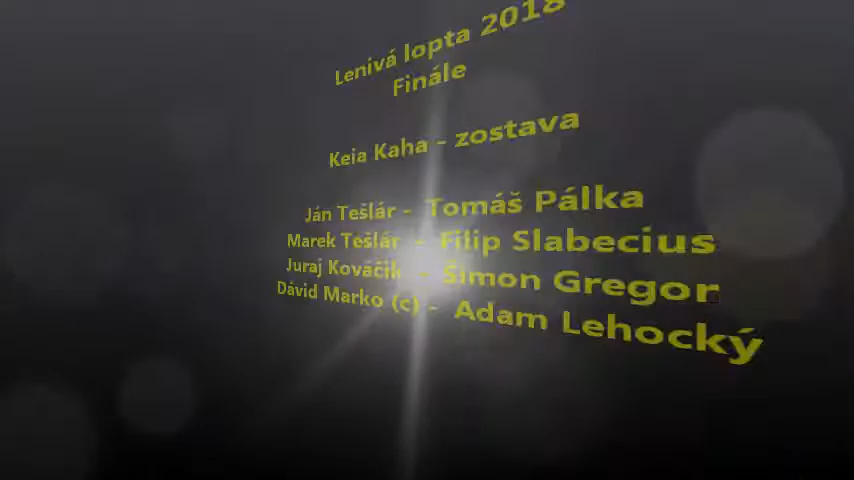 Lenivá lopta 2018
Finále
Keia Kaha - zostava
Ján Tešlár - Tomáš Pálka
Marek Tešlár - Filip Slabecius
Juraj Kováčik - Šimon Gregor
Dávid Marko (c) - Adam Lehocký